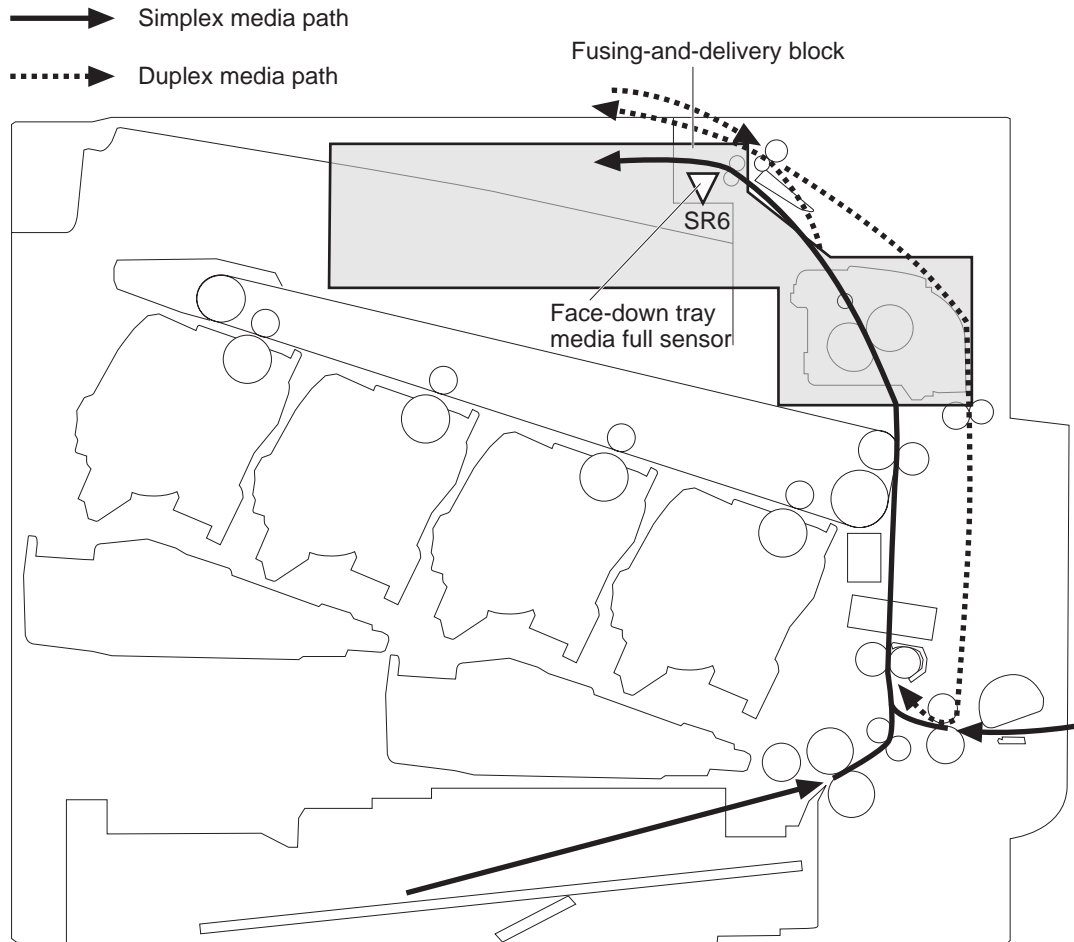 Simplex media path
Duplex media path
Fusing-and-delivery block
SR6
Face-down tray
media full sensor